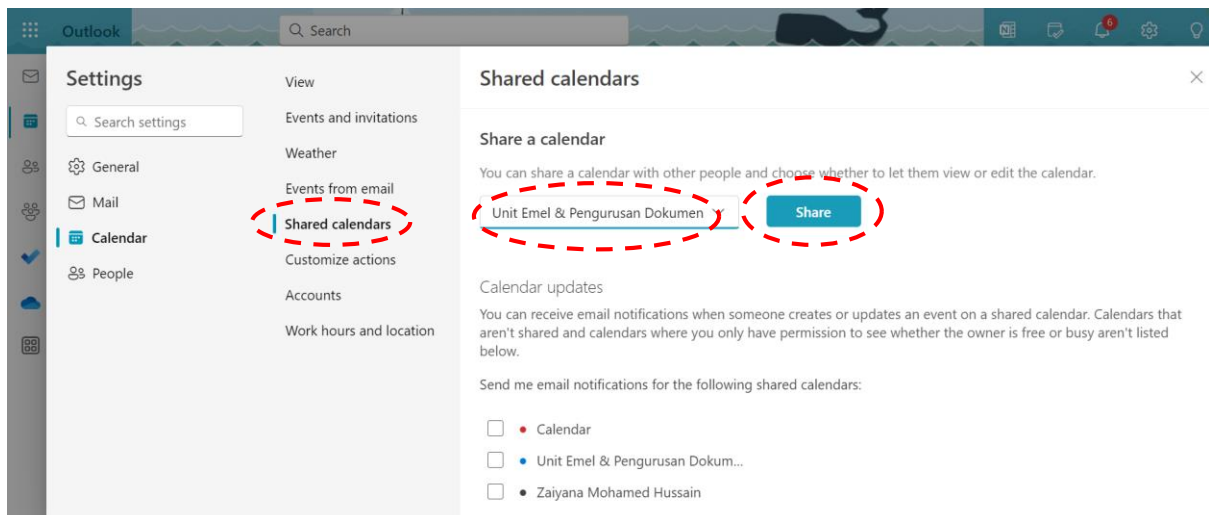 Outlook
Search
6
Settings
Search settings
General
Mail
Calendar
People
View
Events and invitations
Weather
Events from email
Shared calendars
Customize actions
Accounts
Work hours and location
Shared calendars
Share a calendar
You can share a calendar with other people and choose whether to let them view or edit the calendar.
Unit Emel & Pengurusan Dokumen
Share
Calendar updates
You can receive email notifications when someone creates or updates an event on a shared calendar. Calendars that
aren't shared and calendars where you only have permission to see whether the owner is free or busy aren't listed
below.
Send me email notifications for the following shared calendars:
Calendar
Unit Emel & Pengurusan Dokum...
Zaiyana Mohamed Hussain